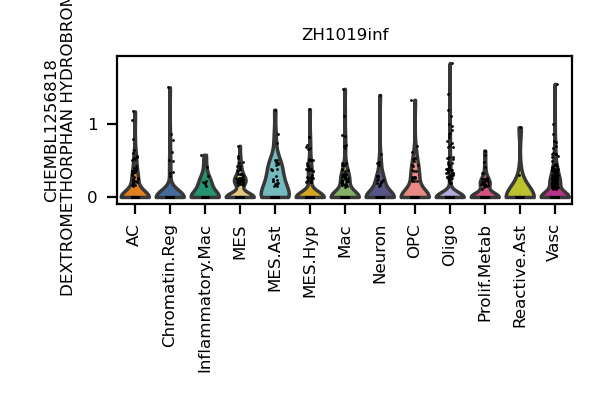 ZH1019inf
CHEMBL1256818
DEXTROMETHORPHAN
1
0
AC
Chromatin.Reg
Inflammatory.Mac
MES
MES.Ast
MES.Hyp
Mac
Neuron
OPC
Oligo
Prolif.Metab
Reactive.Ast
Vasc